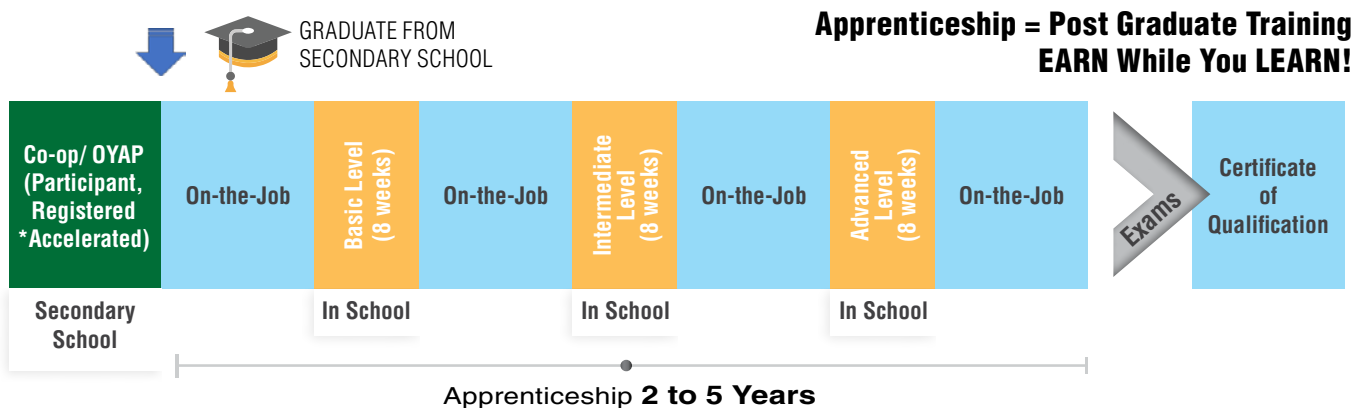 GRADUATE FROM
SECONDARY SCHOOL
Apprenticeship = Post Graduate Training
EARN While You LEARN!
Co-op/ OYAP
(Participant,
Registered
*Accelerated)
On-the-Job
Basic Level
(8 weeks)
On-the-Job
Intermediate
Level
(8 weeks)
On-the-Job
Advanced
Level
(8 weeks)
On-the-Job
Exams
Certificate
of
Qualification
Secondary
School
In School
In School
In School
Apprenticeship 2 to 5 Years